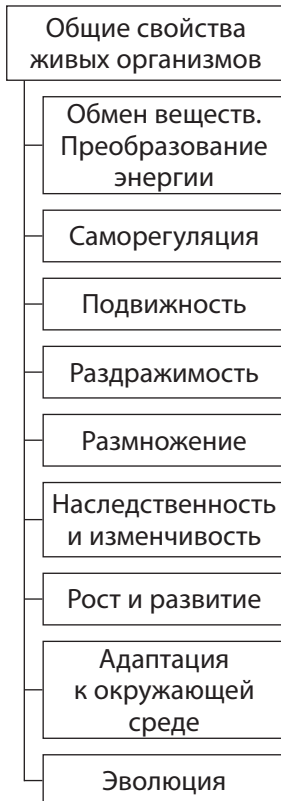 Общие свойства
живых организмов
Обмен веществ.
Преобразование
энергии
Саморегуляция
Подвижность
Раздражимость
Размножение
Наследственность
и изменчивость
Рост и развитие
Адаптация
к окружающей
среде
Эволюция